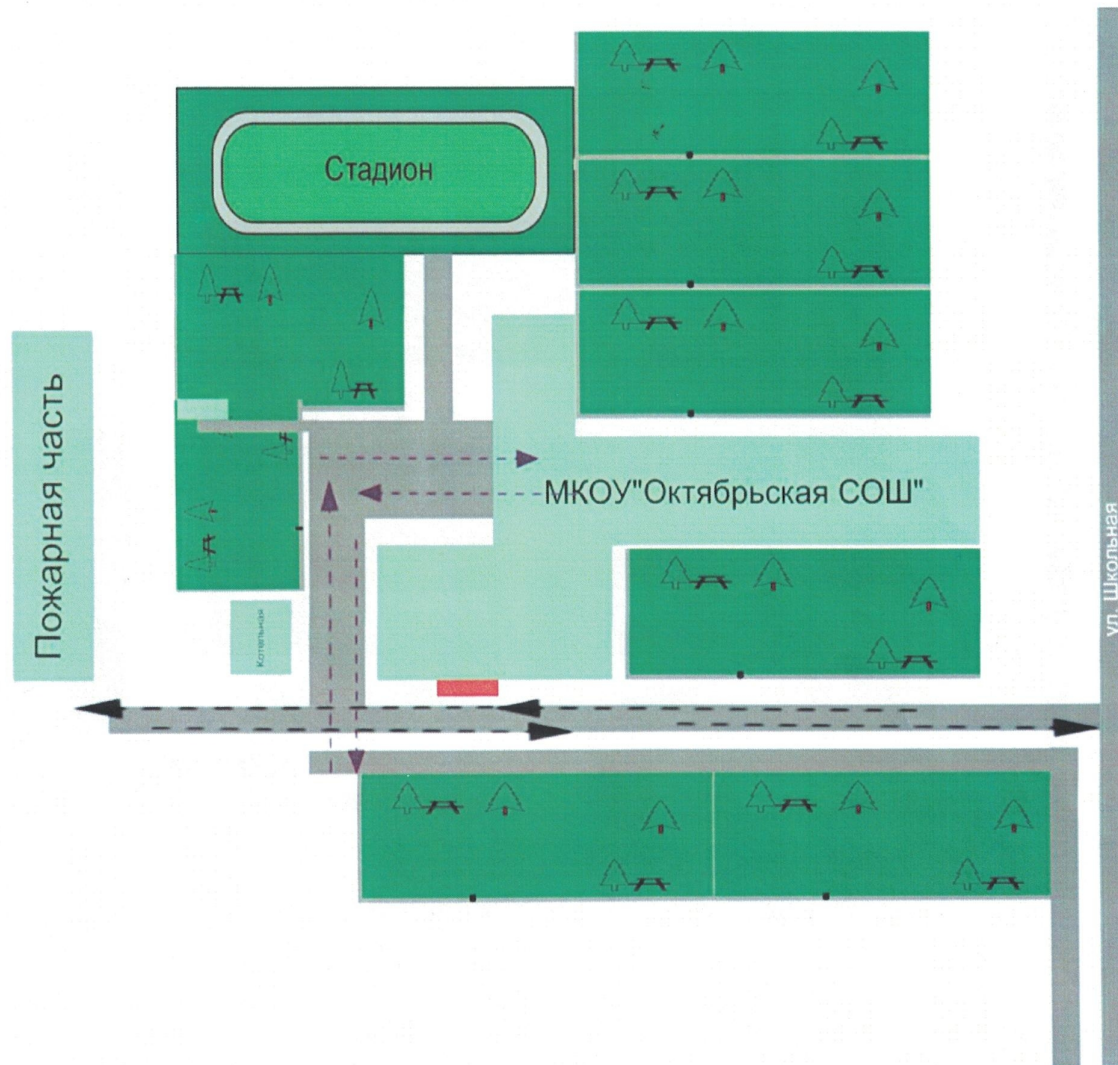 Стадион
Пожарная часть
МКОУ"Октябрьская СОШ"
Котельная
ул. Школьная